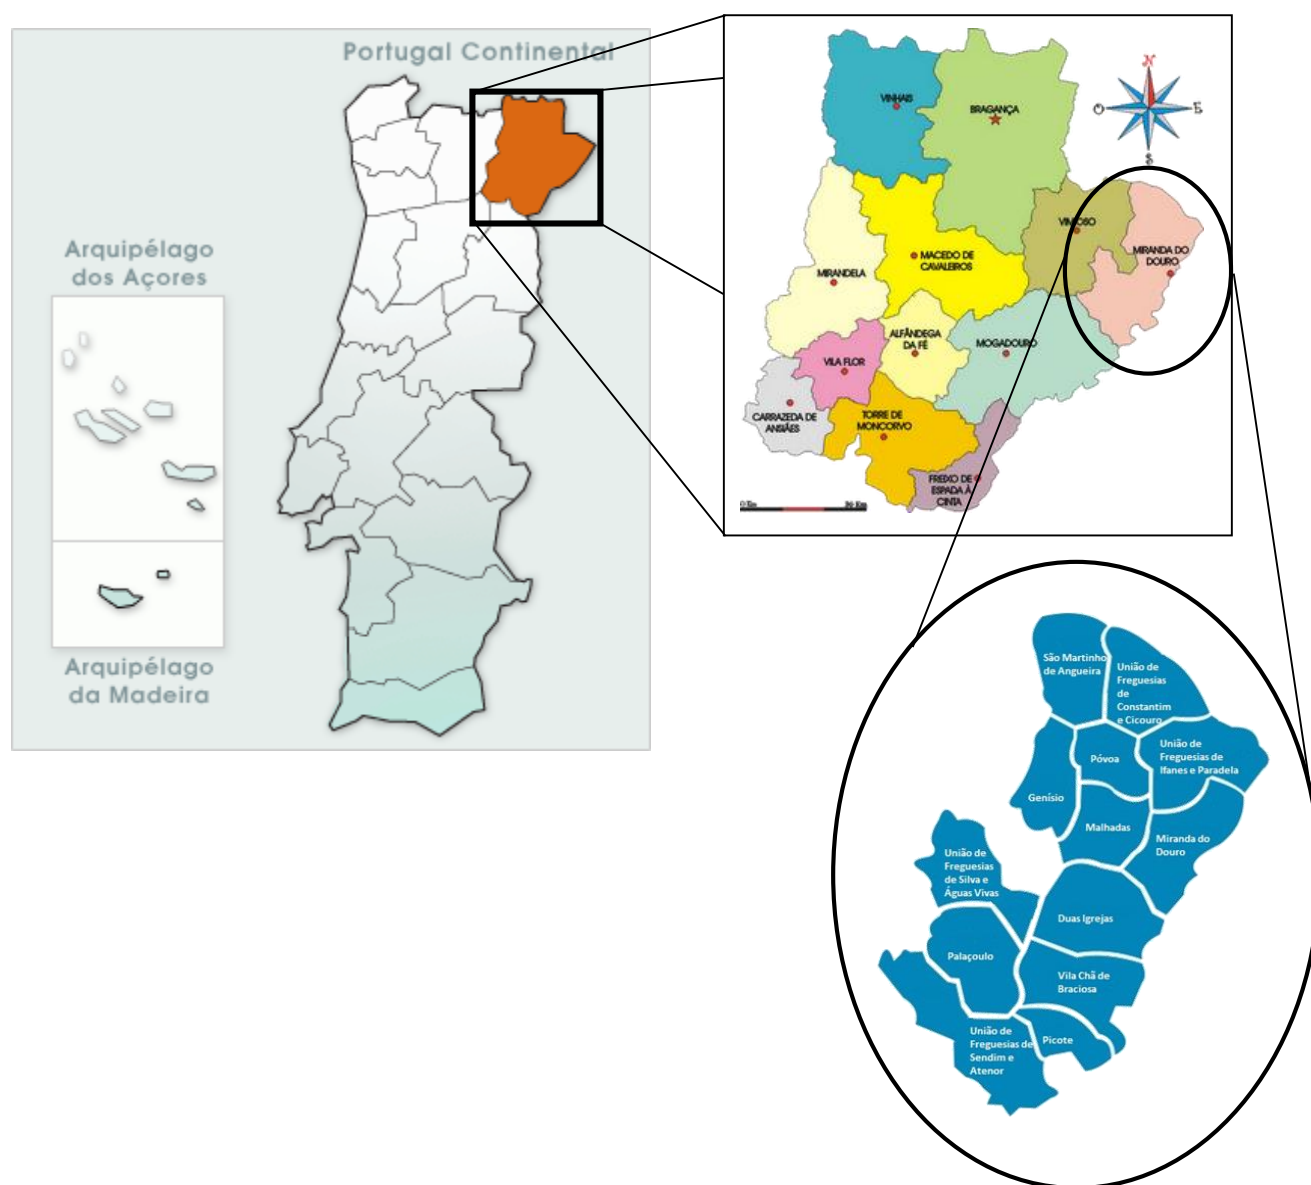 Portugal Continental
Arquipélago
dos Açores
Arquipélago
da Madeira
VINHAIS
BRAGANÇA
N
O
E
S
VIMIOSO
MIRANDA DO
DOURO
MACEDO DE
CAVALEIROS
MIRANDELA
ALFÂNDEGA
DA FÉ
MOGADOURO
VILA FLOR
CARRAZEDA DE
ANSIÃES
TORRE DE
MONCORVO
FREIXO DE
ESPADA À
CINTA
São Martinho
de Angueira
União de
Freguesias
de
Constantim
e Cicouro
União de
Freguesias de
Ifanes e Paradela
Póvoa
Genísio
Malhadas
Miranda do
Douro
União de
Freguesias
de Silva e
Águas Vivas
Duas Igrejas
Palaçoulo
Vila Chã de
Braciosa
União de
Freguesias de
Sendim e
Atenor
Picote